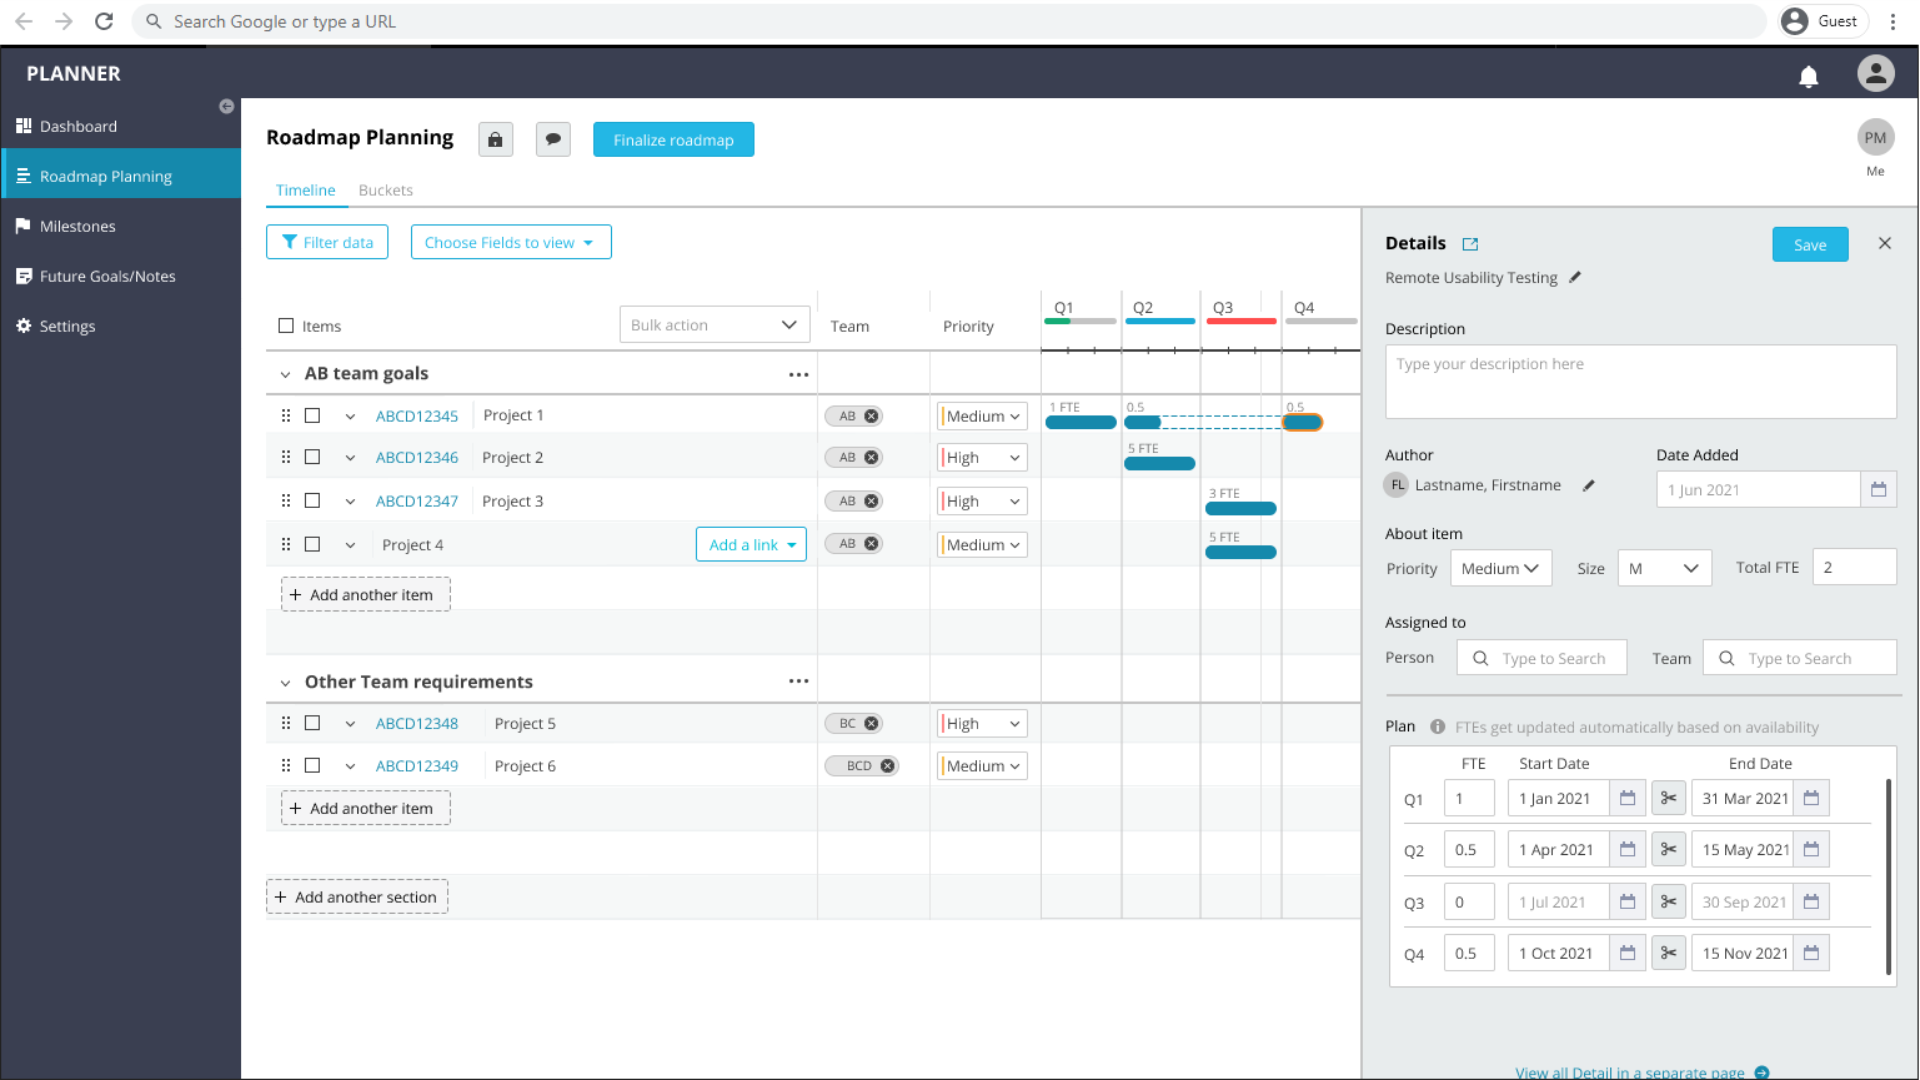 Search Google or type a URL
Guest
PLANNER
Dashboard
Roadmap Planning
Milestones
Future Goals/Notes
Settings
Roadmap Planning
Finalize roadmap
PM
Me
Timeline Buckets
Filter data
Choose Fields to view
Items
Bulk action
Team
Priority
Q1 Q2 Q3 Q4
AB team goals
ABCD12345 Project 1 AB Medium 1 FTE 0.5 0.5
ABCD12346 Project 2 AB High 5 FTE
ABCD12347 Project 3 AB High 3 FTE
Project 4 Add a link AB Medium 5 FTE
+ Add another item
Other Team requirements
ABCD12348 Project 5 BC High
ABCD12349 Project 6 BCD Medium
+ Add another item
+ Add another section
Details
Save
Remote Usability Testing
Description
Type your description here
Author
FL Lastname, Firstname
Date Added
1 Jun 2021
About item
Priority Medium Size M Total FTE 2
Assigned to
Person Type to Search Team Type to Search
Plan FTEs get updated automatically based on availability
FTE Start Date End Date
Q1 1 1 Jan 2021 31 Mar 2021
Q2 0.5 1 Apr 2021 15 May 2021
Q3 0 1 Jul 2021 30 Sep 2021
Q4 0.5 1 Oct 2021 15 Nov 2021
View all Detail in a separate page